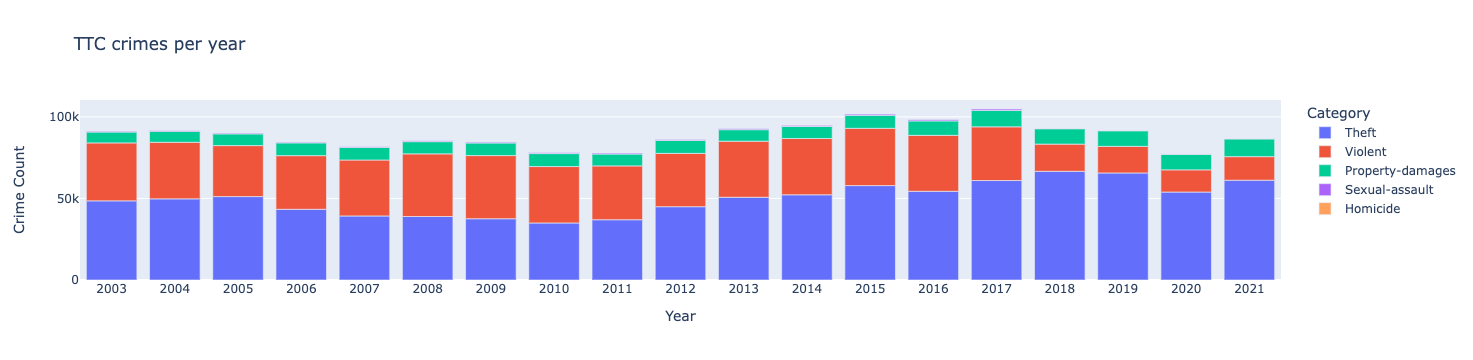 TTC crimes per year
Crime Count
100k
50k
0
2003 2004 2005 2006 2007 2008 2009 2010 2011 2012 2013 2014 2015 2016 2017 2018 2019 2020 2021
Year
Category
Theft
Violent
Property-damages
Sexual-assault
Homicide